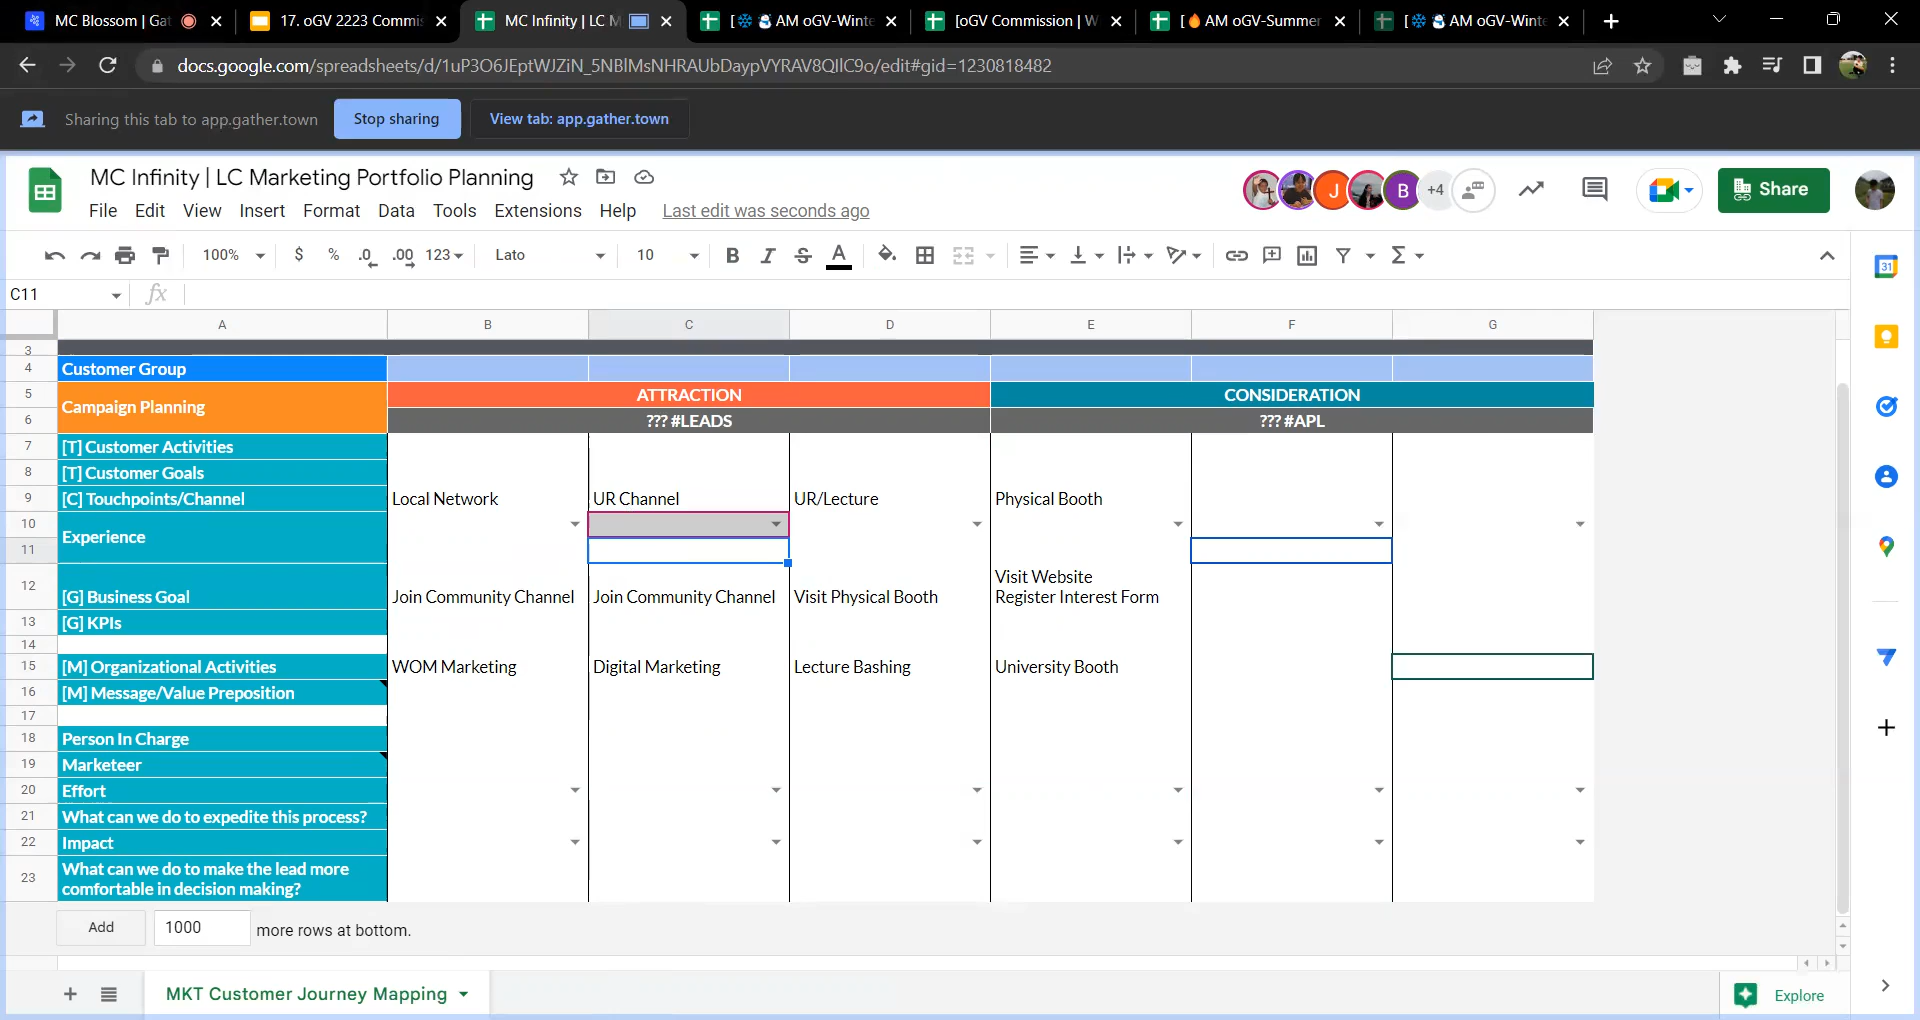 MC Blossom | Gat
17. oGV 2223 Commis
MC Infinity | LC M
[❄️⛄AM oGV-Winte
[oGV Commission | W
[🔥AM oGV-Summer
[❄️⛄AM oGV-Winte
docs.google.com/spreadsheets/d/1uP3O6JEptWJZiN_5NBlMsNHRAUbDaypVYRAV8QIlC9o/edit#gid=1230818482
Sharing this tab to app.gather.town
Stop sharing
View tab: app.gather.town
MC Infinity | LC Marketing Portfolio Planning
J
B
+4
Share
File Edit View Insert Format Data Tools Extensions Help Last edit was seconds ago
100% $ % .0 .00 123 Lato 10 B I S A
31
C11 fx
A B C D E F G
3
4 Customer Group
5 ATTRACTION CONSIDERATION
Campaign Planning
6 ??? #LEADS ??? #APL
7 [T] Customer Activities
8 [T] Customer Goals
9 [C] Touchpoints/Channel Local Network UR Channel UR/Lecture Physical Booth
10
Experience
11
Visit Website
12 [G] Business Goal Join Community Channel Join Community Channel Visit Physical Booth Register Interest Form
13 [G] KPIs
14
15 [M] Organizational Activities WOM Marketing Digital Marketing Lecture Bashing University Booth
16 [M] Message/Value Preposition
17
18 Person In Charge
19 Marketeer
20 Effort
21 What can we do to expedite this process?
22 Impact
23 What can we do to make the lead more
comfortable in decision making?
Add 1000 more rows at bottom.
MKT Customer Journey Mapping
Explore